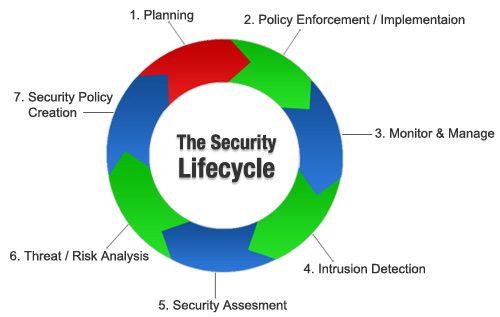 1. Planning
2. Policy Enforcement / Implementaion
3. Monitor & Manage
4. Intrusion Detection
5. Security Assesment
6. Threat / Risk Analysis
7. Security Policy
Creation
The Security
Lifecycle